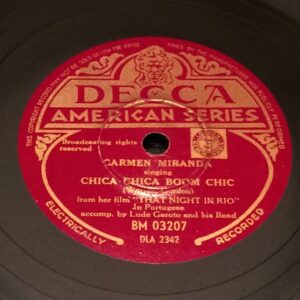 DECCA
AMERICAN SERIES
Broadcasting rights
reserved
CARMEN MIRANDA
singing
CHICA CHICA BOOM CHIC
from her film "THAT NIGHT IN RIO"
In Portugese
accomp. by Lude Garoto and his Band
BM 03207
DLA 2342
ELECTRICALLY
RECORDED